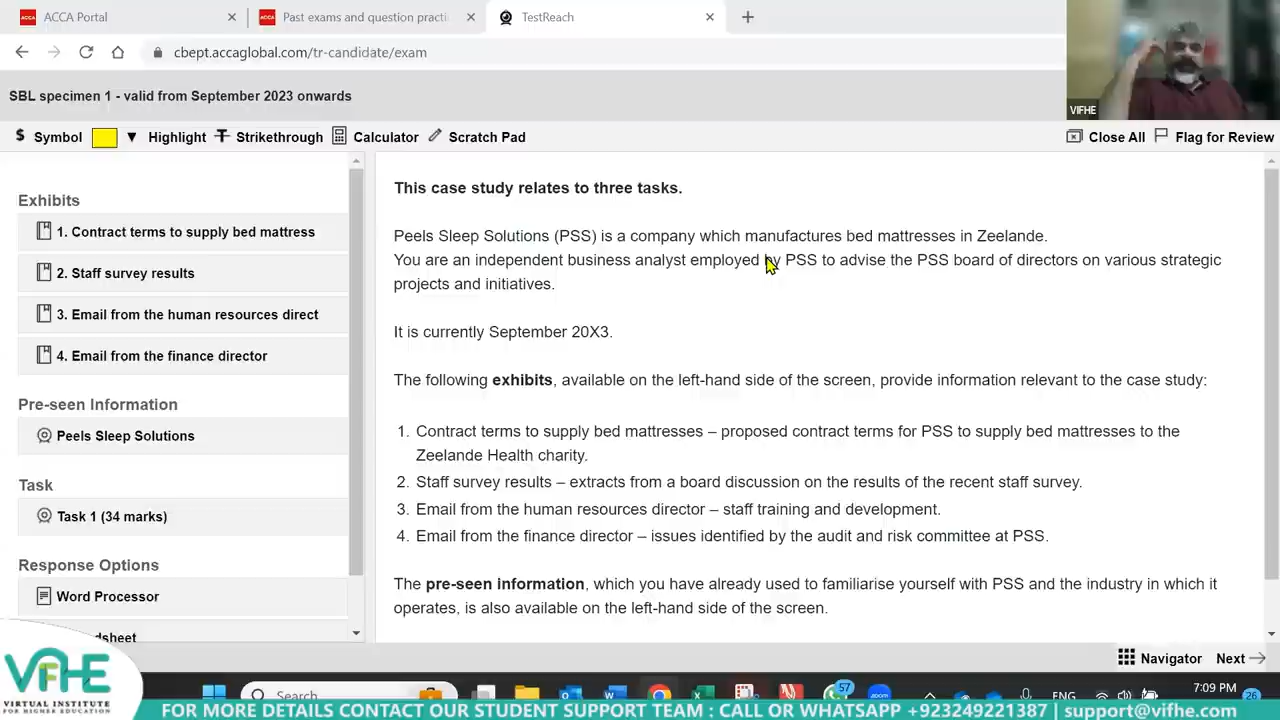 ACCA Portal
ACCA Past exams and question practi
TestReach
cbept.accaglobal.com/tr-candidate/exam
VIFHE
SBL specimen 1 - valid from September 2023 onwards
$ Symbol Highlight Strikethrough Calculator Scratch Pad Close All Flag for Review
Exhibits
1. Contract terms to supply bed mattress
2. Staff survey results
3. Email from the human resources direct
4. Email from the finance director
Pre-seen Information
Peels Sleep Solutions
Task
Task 1 (34 marks)
Response Options
Word Processor
dsheet
This case study relates to three tasks.
Peels Sleep Solutions (PSS) is a company which manufactures bed mattresses in Zeelande.
You are an independent business analyst employed by PSS to advise the PSS board of directors on various strategic
projects and initiatives.
It is currently September 20X3.
The following exhibits, available on the left-hand side of the screen, provide information relevant to the case study:
1. Contract terms to supply bed mattresses – proposed contract terms for PSS to supply bed mattresses to the
Zeelande Health charity.
2. Staff survey results – extracts from a board discussion on the results of the recent staff survey.
3. Email from the human resources director – staff training and development.
4. Email from the finance director – issues identified by the audit and risk committee at PSS.
The pre-seen information, which you have already used to familiarise yourself with PSS and the industry in which it
operates, is also available on the left-hand side of the screen.
Navigator Next
VFHE
VIRTUAL INSTITUTE
FOR HIGHER EDUCATION
Search
57
ENG
7:09 PM
26
FOR MORE DETAILS CONTACT OUR STUDENT SUPPORT TEAM : CALL OR WHATSAPP +923249221387 | support@vifhe.com